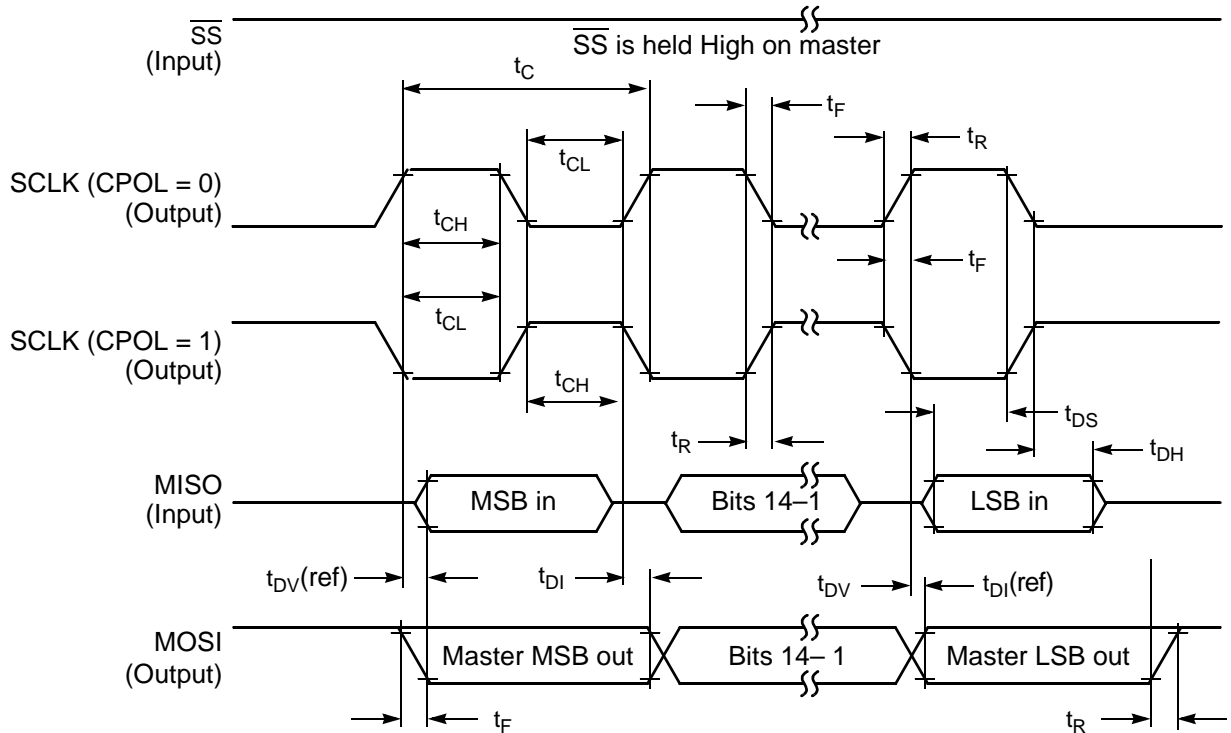 SS
(Input)
SS is held High on master
tC
tF
tR
tCL
SCLK (CPOL = 0)
(Output)
tCH
tF
tCL
SCLK (CPOL = 1)
(Output)
tCH
tDS
tR
tDH
MISO
(Input)
MSB in
Bits 14–1
LSB in
tDV(ref)
tDI
tDV
tDI(ref)
MOSI
(Output)
Master MSB out
Bits 14– 1
Master LSB out
tF
tR